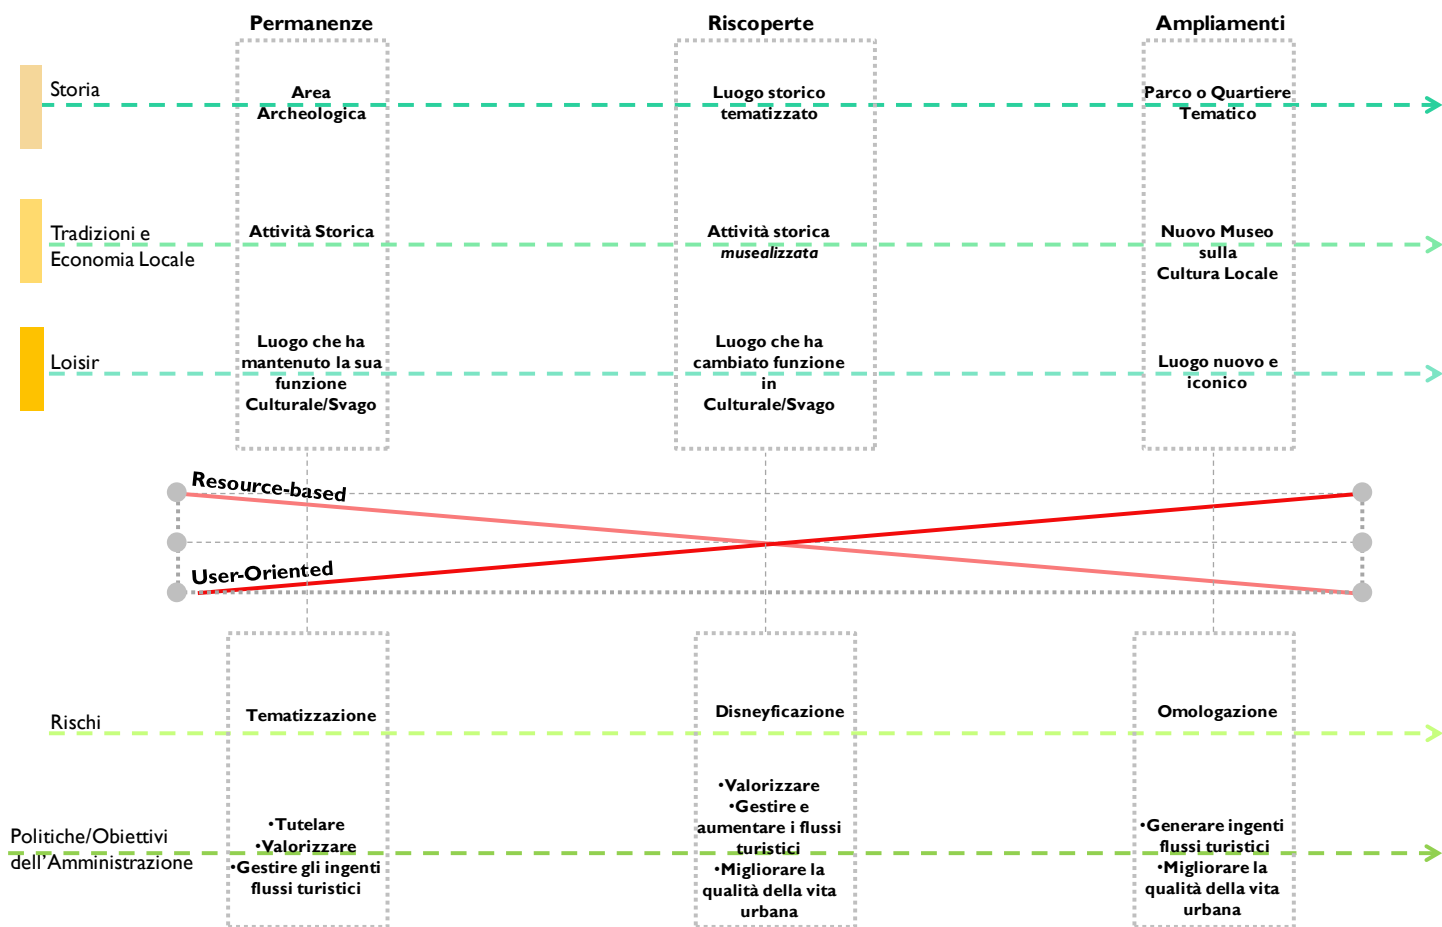 Permanenze
Riscoperte
Ampliamenti
Storia
Area
Archeologica
Luogo storico
tematizzato
Parco o Quartiere
Tematico
Tradizioni e
Economia Locale
Attività Storica
Attività storica
musealizzata
Nuovo Museo
sulla
Cultura Locale
Loisir
Luogo che ha
mantenuto la sua
funzione
Culturale/Svago
Luogo che ha
cambiato funzione
in
Culturale/Svago
Luogo nuovo e
iconico
Resource-based
User-Oriented
Rischi
Tematizzazione
Disneyficazione
Omologazione
Politiche/Obiettivi
dell'Amministrazione
•Tutelare
•Valorizzare
•Gestire gli ingenti
flussi turistici
•Valorizzare
•Gestire e
aumentare i flussi
turistici
•Migliorare la
qualità della vita
urbana
•Generare ingenti
flussi turistici
•Migliorare la
qualità della vita
urbana